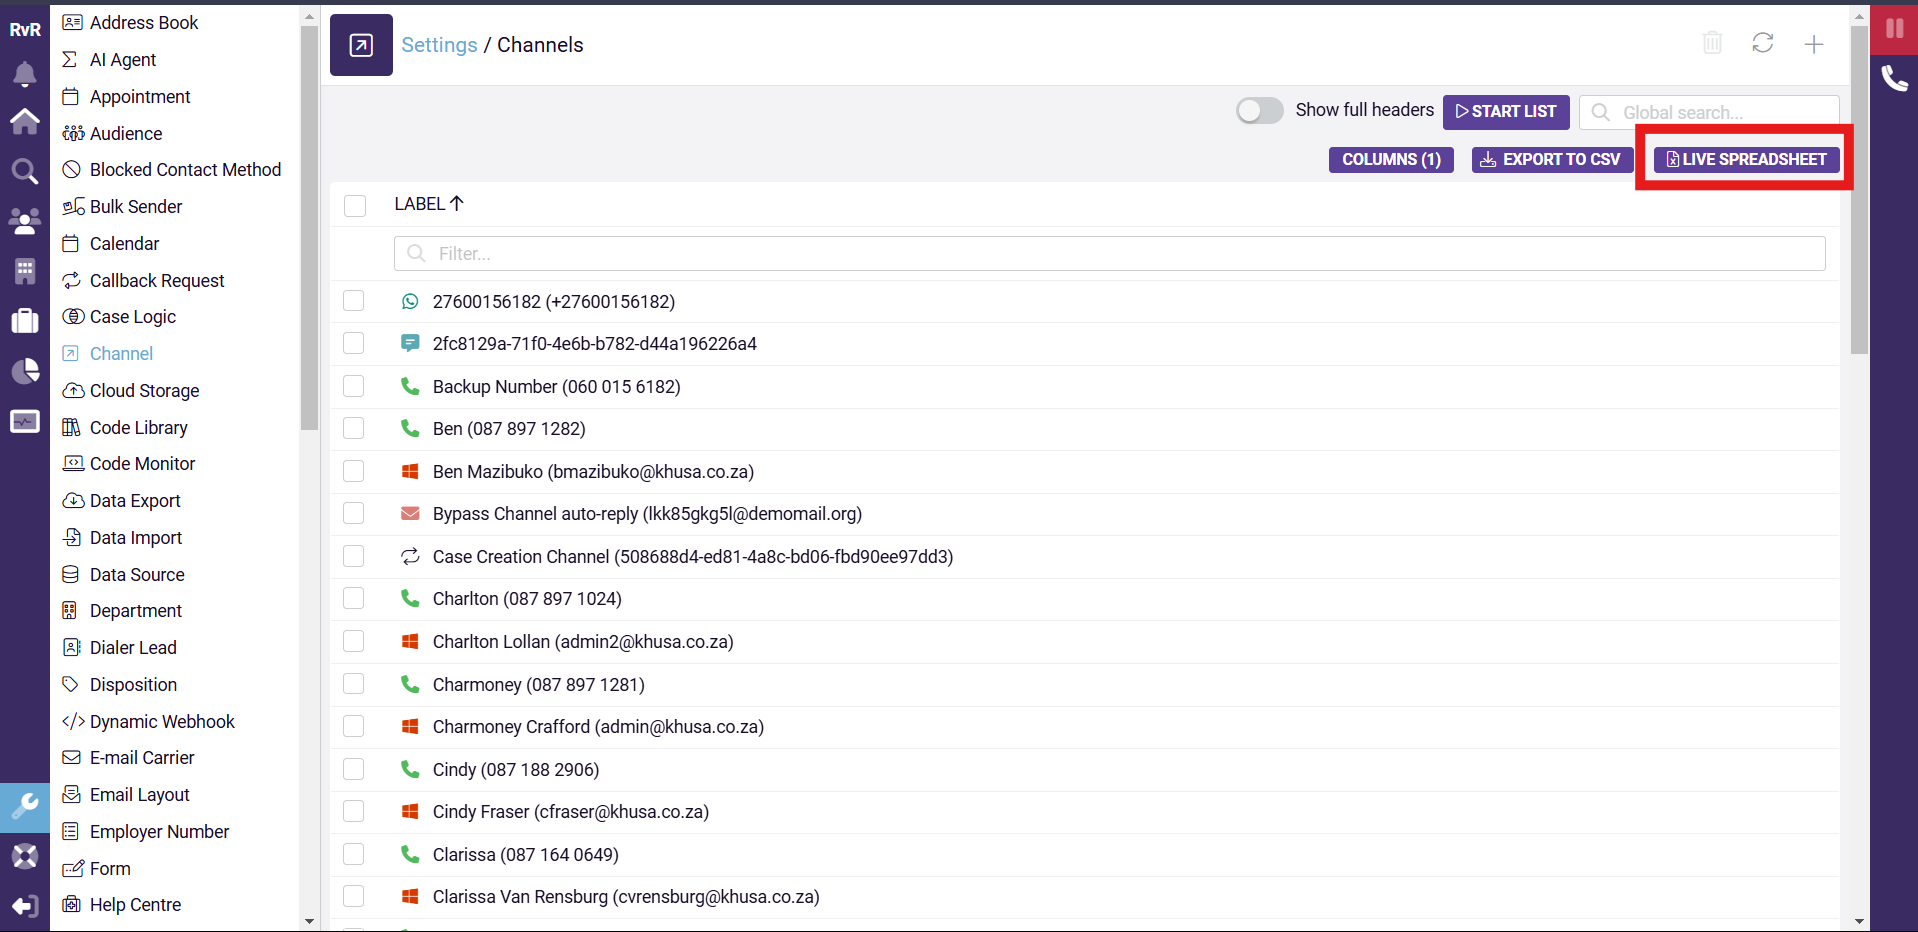 RvR
Address Book
AI Agent
Appointment
Audience
Blocked Contact Method
Bulk Sender
Calendar
Callback Request
Case Logic
Channel
Cloud Storage
Code Library
Code Monitor
Data Export
Data Import
Data Source
Department
Dialer Lead
Disposition
Dynamic Webhook
E-mail Carrier
Email Layout
Employer Number
Form
Help Centre
Settings / Channels
Show full headers
START LIST
Global search...
COLUMNS (1)
EXPORT TO CSV
LIVE SPREADSHEET
LABEL
Filter...
27600156182 (+27600156182)
2fc8129a-71f0-4e6b-b782-d44a196226a4
Backup Number (060 015 6182)
Ben (087 897 1282)
Ben Mazibuko (bmazibuko@khusa.co.za)
Bypass Channel auto-reply (lkk85gkg5l@demomail.org)
Case Creation Channel (508688d4-ed81-4a8c-bd06-fbd90ee97dd3)
Charlton (087 897 1024)
Charlton Lollan (admin2@khusa.co.za)
Charmoney (087 897 1281)
Charmoney Crafford (admin@khusa.co.za)
Cindy (087 188 2906)
Cindy Fraser (cfraser@khusa.co.za)
Clarissa (087 164 0649)
Clarissa Van Rensburg (cvrensburg@khusa.co.za)